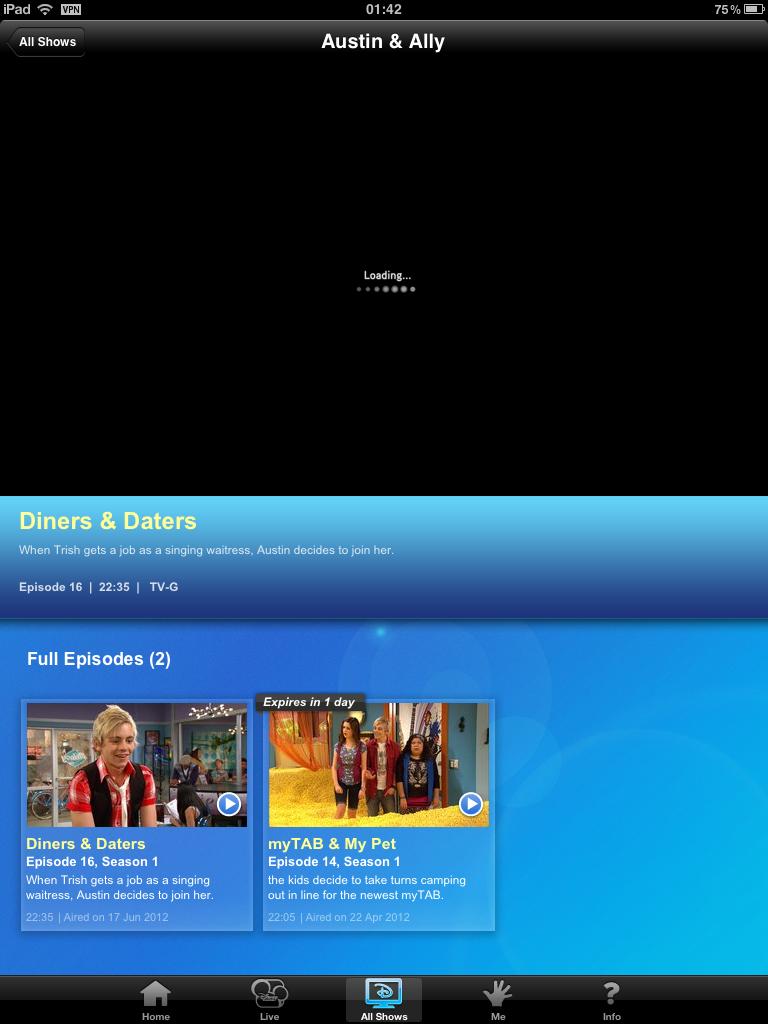 iPad VPN 01:42 75%
All Shows Austin & Ally
Loading...
Diners & Daters
When Trish gets a job as a singing waitress, Austin decides to join her.
Episode 16 | 22:35 | TV-G
Full Episodes (2)
Diners & Daters
Episode 16, Season 1
When Trish gets a job as a singing
waitress, Austin decides to join her.
22:35 | Aired on 17 Jun 2012
Expires in 1 day
myTAB & My Pet
Episode 14, Season 1
the kids decide to take turns camping
out in line for the newest myTAB.
22:05 | Aired on 22 Apr 2012
Home Live All Shows Me Info